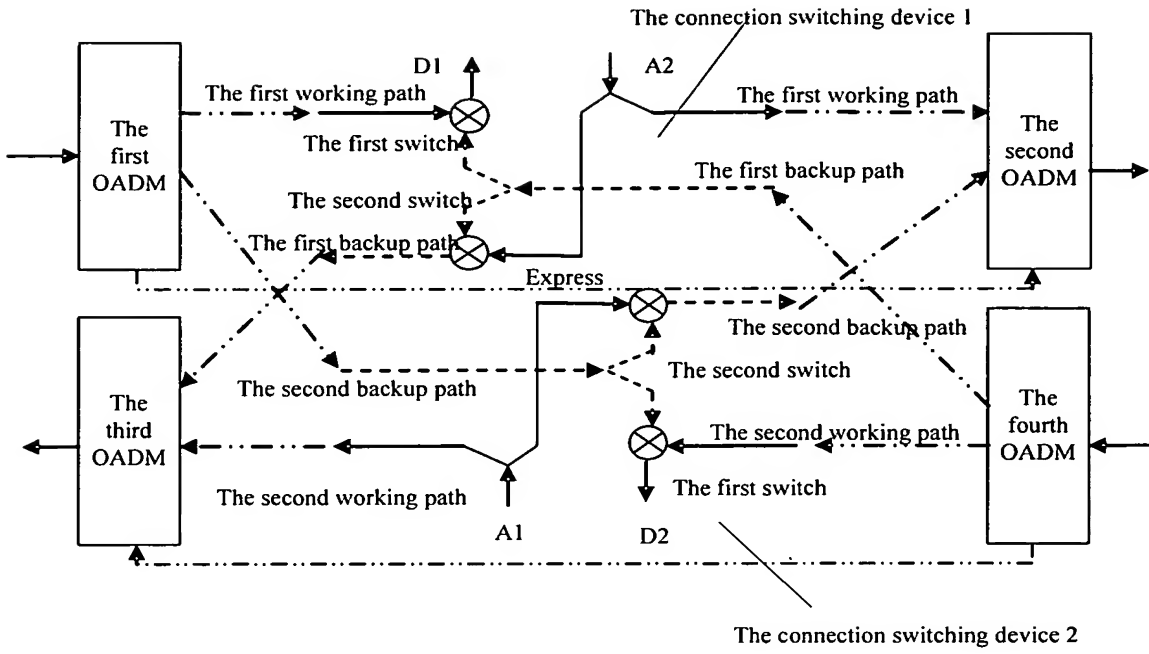 The connection switching device 1
D1
A2
The first working path
The first working path
The
first
OADM
The
second
OADM
The first switch
The first backup path
The second switch
The first backup path
Express
The second backup path
The second switch
The second backup path
The
third
OADM
The
fourth
OADM
The second working path
The first switch
The second working path
A1
D2
The connection switching device 2